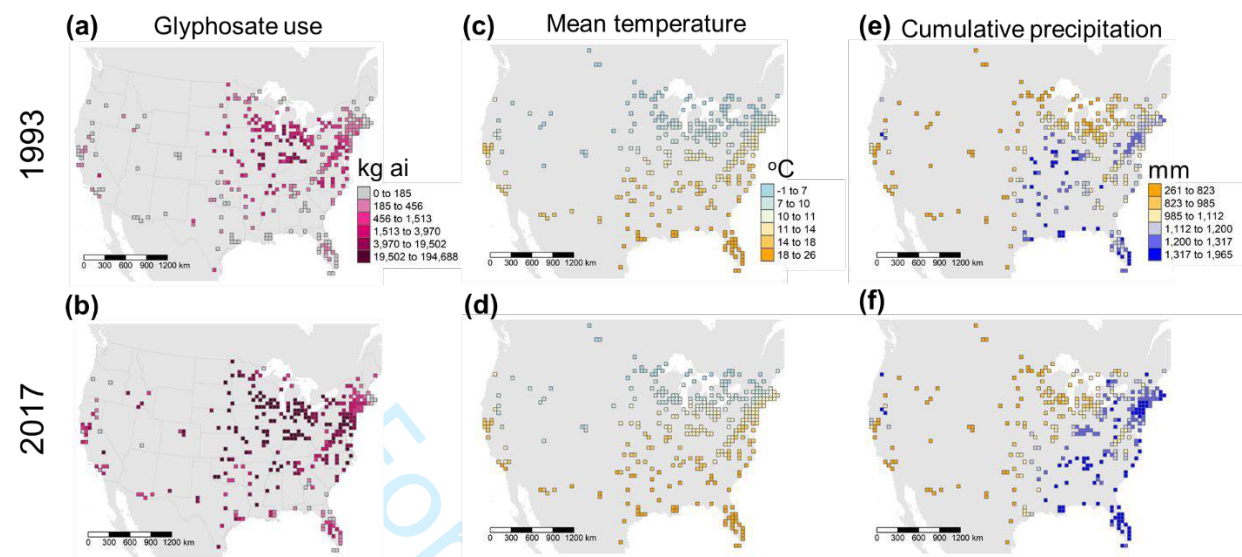 (a) Glyphosate use
(c) Mean temperature
(e) Cumulative precipitation
1993
kg ai
0 to 185
185 to 456
456 to 1,513
1,513 to 3,970
3,970 to 19,502
19,502 to 194,688
0 300 600 900 1200 km
°C
-1 to 7
7 to 10
10 to 11
11 to 14
14 to 18
18 to 26
0 300 600 900 1200 km
mm
261 to 823
823 to 985
985 to 1,112
1,112 to 1,200
1,200 to 1,317
1,317 to 1,965
0 300 600 900 1200 km
(b)
(d)
(f)
2017
0 300 600 900 1200 km
0 300 600 900 1200 km
0 300 600 900 1200 km
For